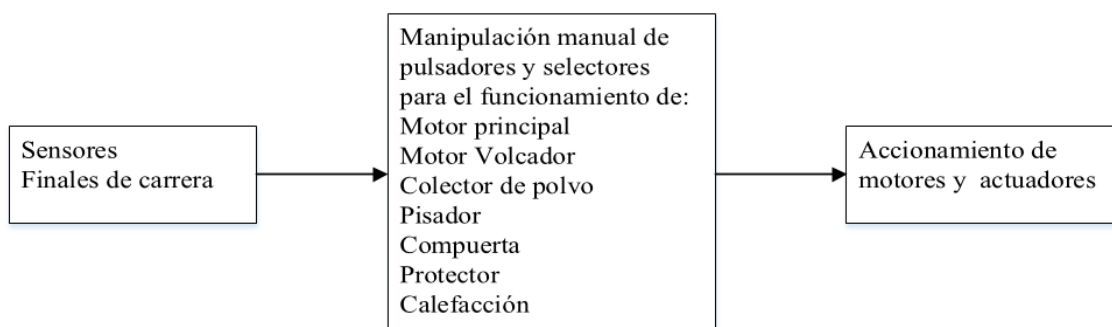 Sensores
Finales de carrera
Manipulación manual de
pulsadores y selectores
para el funcionamiento de:
Motor principal
Motor Volcador
Colector de polvo
Pisador
Compuerta
Protector
Calefacción
Accionamiento de
motores y actuadores